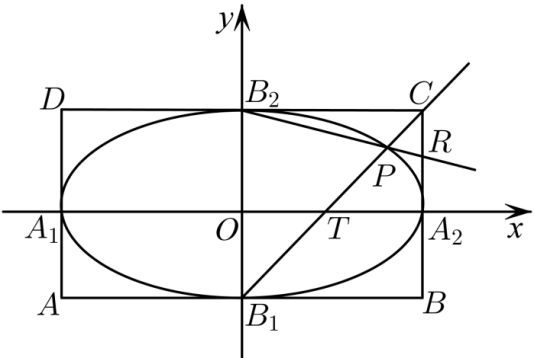 y
D B₂ C
R
P
A₁ O T A₂ x
A B₁ B